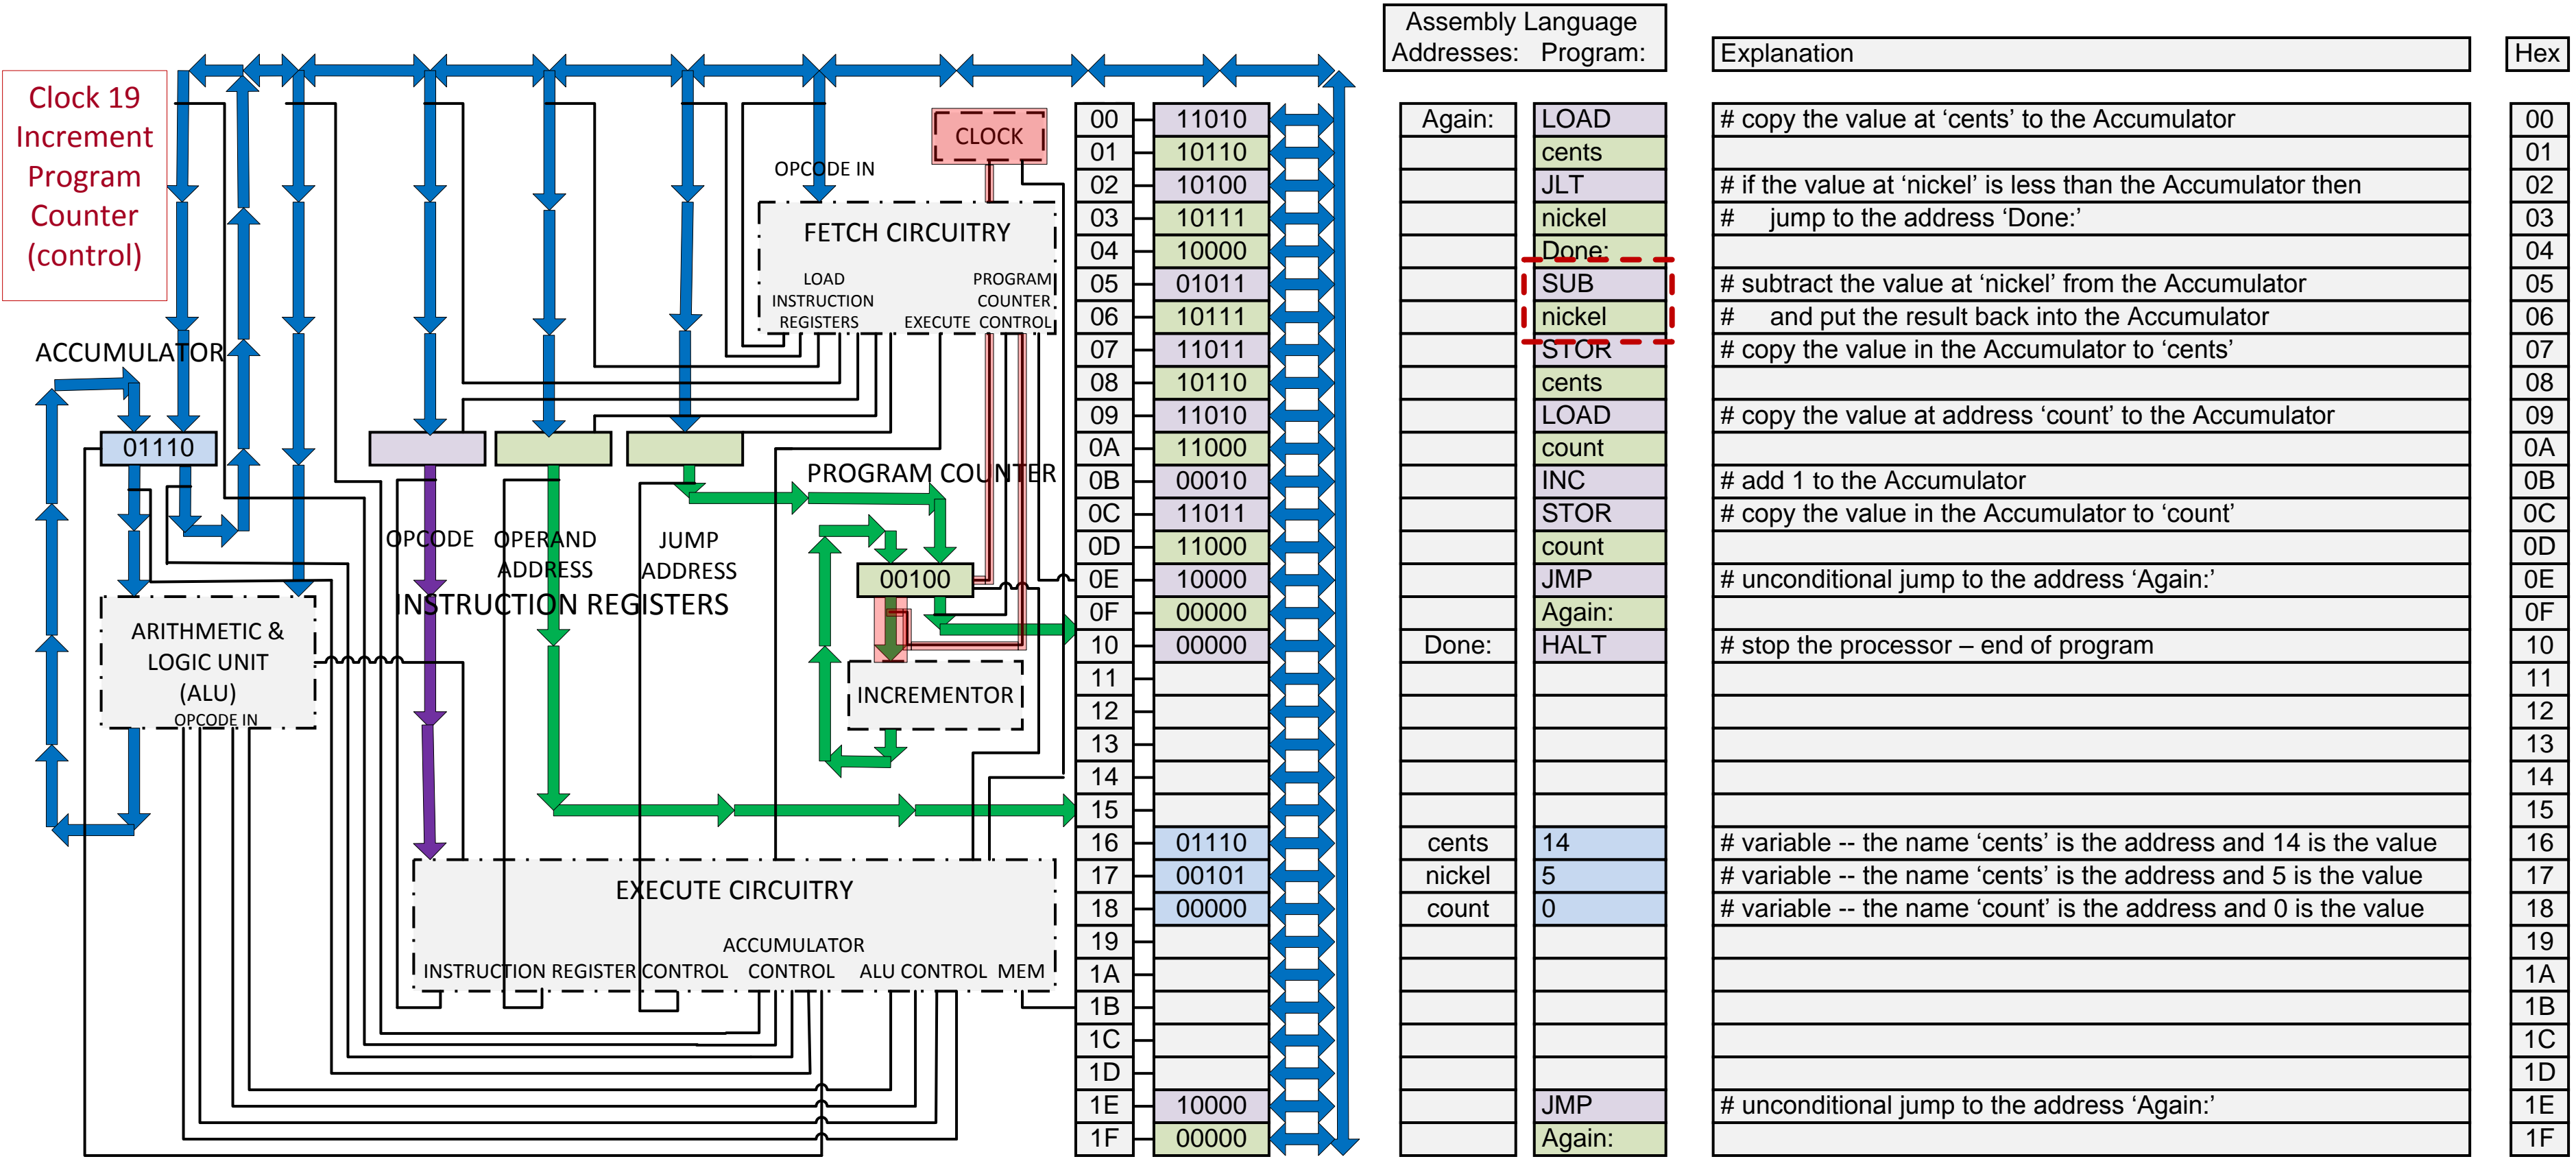 Assembly Language
Addresses: Program:
Explanation
Hex
Clock 19
Increment
Program
Counter
(control)
CLOCK
OPCODE IN
FETCH CIRCUITRY
LOAD
INSTRUCTION
REGISTERS
EXECUTE
PROGRAM
COUNTER
CONTROL
ACCUMULATOR
01110
PROGRAM COUNTER
00100
OPCODE
OPERAND
ADDRESS
JUMP
ADDRESS
INSTRUCTION REGISTERS
ARITHMETIC &
LOGIC UNIT
(ALU)
OPCODE IN
INCREMENTOR
EXECUTE CIRCUITRY
ACCUMULATOR
INSTRUCTION REGISTER CONTROL CONTROL ALU CONTROL MEM
00 11010 Again: LOAD # copy the value at 'cents' to the Accumulator 00
01 10110 cents 01
02 10100 JLT # if the value at ‘nickel’ is less than the Accumulator then 02
03 10111 nickel # jump to the address ‘Done:’ 03
04 10000 Done: 04
05 01011 SUB # subtract the value at ‘nickel’ from the Accumulator 05
06 10111 nickel # and put the result back into the Accumulator 06
07 11011 STOR # copy the value in the Accumulator to ‘cents’ 07
08 10110 cents 08
09 11010 LOAD # copy the value at address ‘count’ to the Accumulator 09
0A 11000 count 0A
0B 00010 INC # add 1 to the Accumulator 0B
0C 11011 STOR # copy the value in the Accumulator to ‘count’ 0C
0D 11000 count 0D
0E 10000 JMP # unconditional jump to the address ‘Again:’ 0E
0F 00000 Again: 0F
10 00000 Done: HALT # stop the processor – end of program 10
11 11
12 12
13 13
14 14
15 15
16 01110 cents 14 # variable -- the name ‘cents’ is the address and 14 is the value 16
17 00101 nickel 5 # variable -- the name ‘cents’ is the address and 5 is the value 17
18 00000 count 0 # variable -- the name ‘count’ is the address and 0 is the value 18
19 19
1A 1A
1B 1B
1C 1C
1D 1D
1E 10000 JMP # unconditional jump to the address ‘Again:’ 1E
1F 00000 Again: 1F